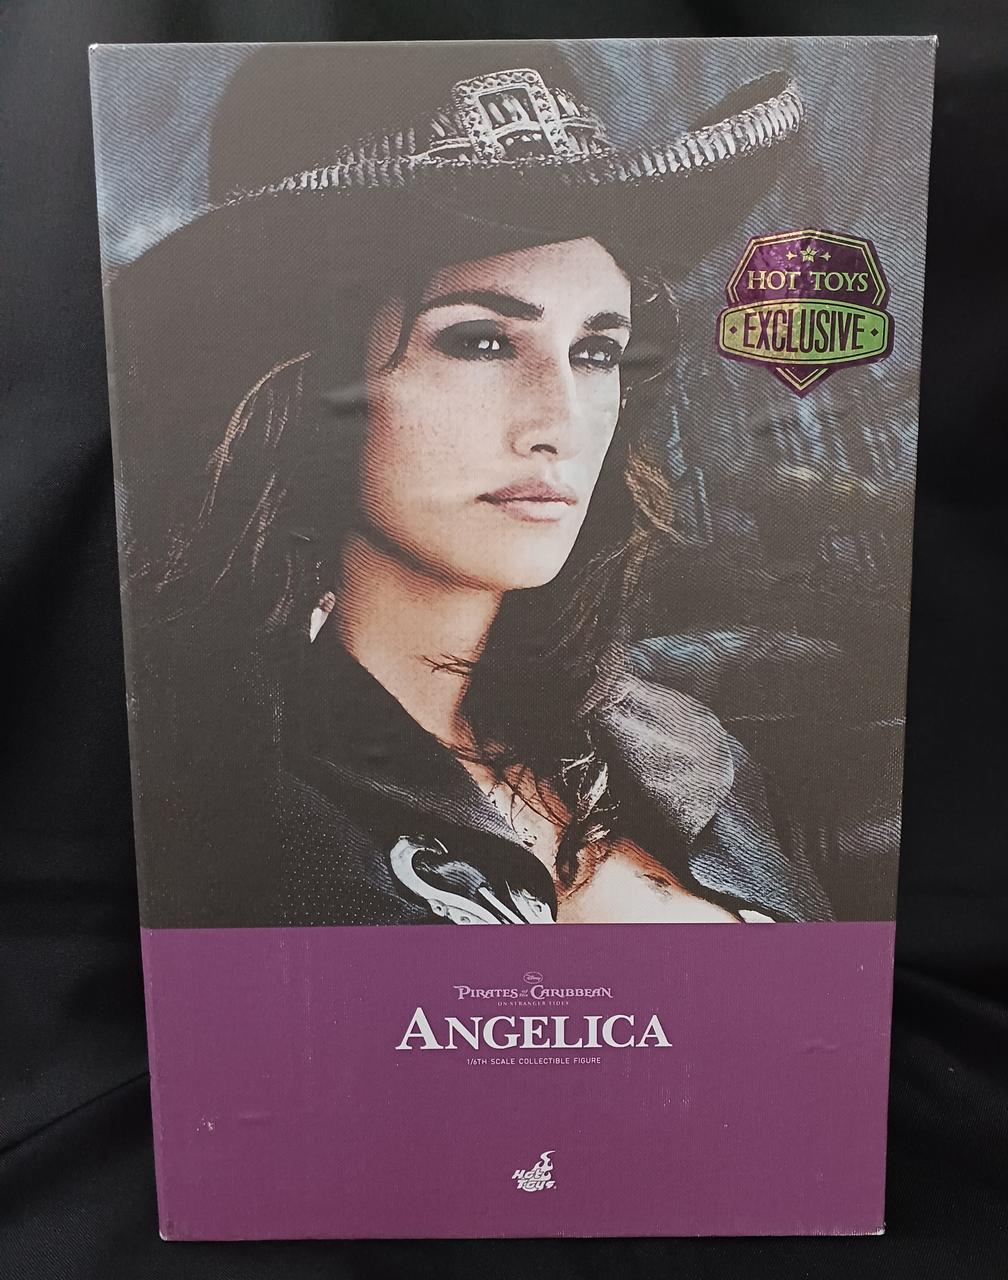 HOT TOYS
EXCLUSIVE
Disney
PIRATES of the CARIBBEAN
ON STRANGER TIDES
ANGELICA
1/6TH SCALE COLLECTIBLE FIGURE
Hot
Toys.